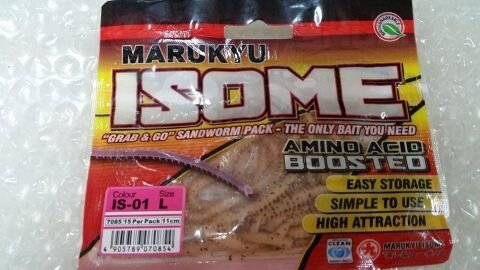 MARUKYU
ISOME
"GRAB & GO" SANDWORM PACK - THE ONLY BAIT YOU NEED
AMINO ACID
BOOSTED
EASY STORAGE
SIMPLE TO USE
HIGH ATTRACTION
Colour Size
IS-01 L
7085 15 Per Pack 11cm
4 905789 070854
CLEAN
MARUKYU ISOME